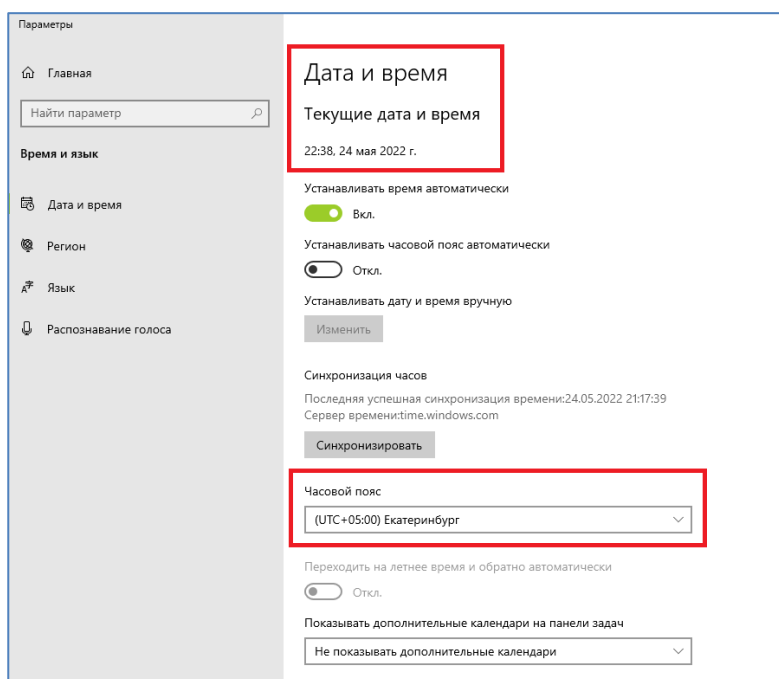 Параметры
Главная
Найти параметр
Время и язык
Дата и время
Регион
Язык
Распознавание голоса
Дата и время
Текущие дата и время
22:38, 24 мая 2022 г.
Устанавливать время автоматически
Вкл.
Устанавливать часовой пояс автоматически
Откл.
Устанавливать дату и время вручную
Изменить
Синхронизация часов
Последняя успешная синхронизация времени:24.05.2022 21:17:39
Сервер времени:time.windows.com
Синхронизировать
Часовой пояс
(UTC+05:00) Екатеринбург
Переходить на летнее время и обратно автоматически
Откл.
Показывать дополнительные календари на панели задач
Не показывать дополнительные календари